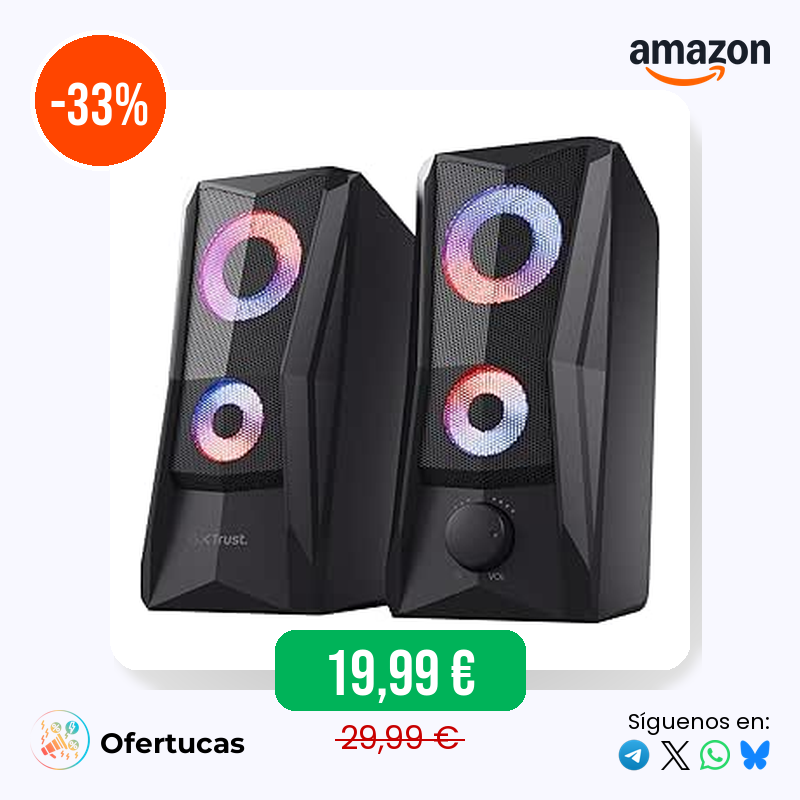 -33%
amazon
Trust.
VOL
19,99 €
29,99 €
Ofertucas
Síguenos en: